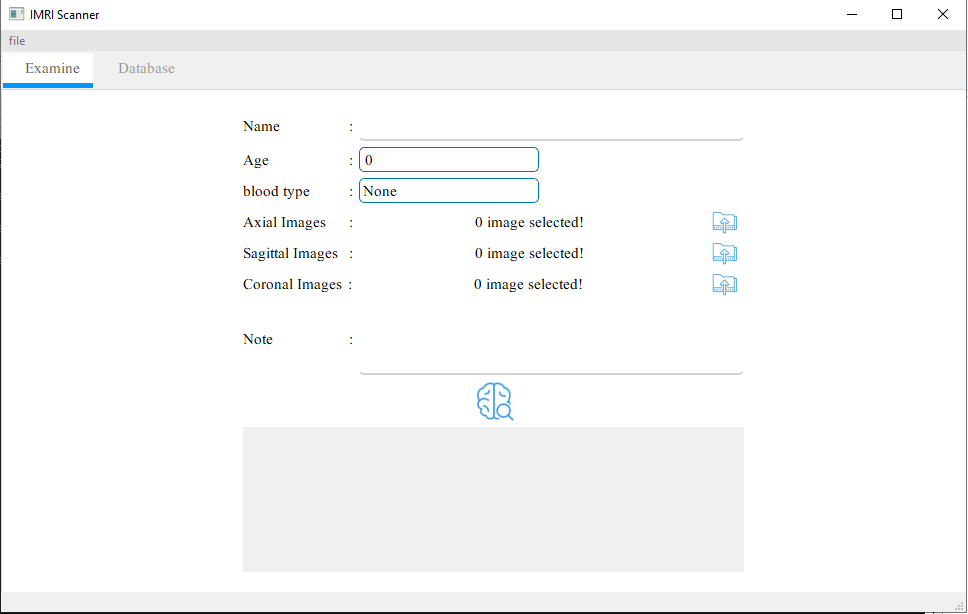 IMRI Scanner
file
Examine Database
Name :
Age : 0
blood type : None
Axial Images : 0 image selected!
Sagittal Images : 0 image selected!
Coronal Images : 0 image selected!
Note :